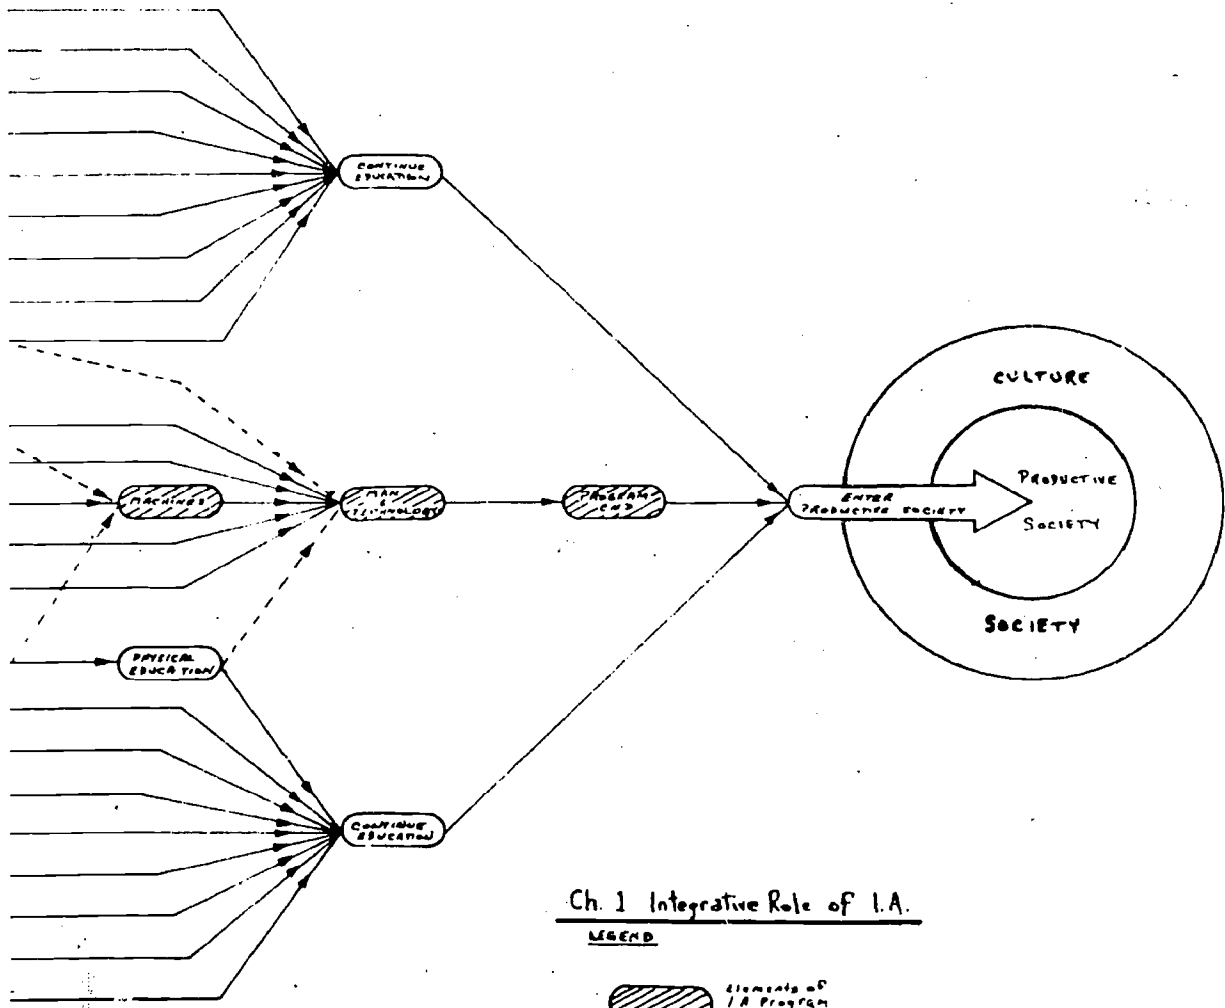 CONTINUE
EDUCATION
CULTURE
MACHINES
MAN
&
TECHNOLOGY
PROGRAM
END
ENTER
PRODUCTIVE SOCIETY
PRODUCTIVE
SOCIETY
SOCIETY
PHYSICAL
EDUCATION
CONTINUE
EDUCATION
Ch. 1 Integrative Role of I.A.
LEGEND
Elements of
I A Program